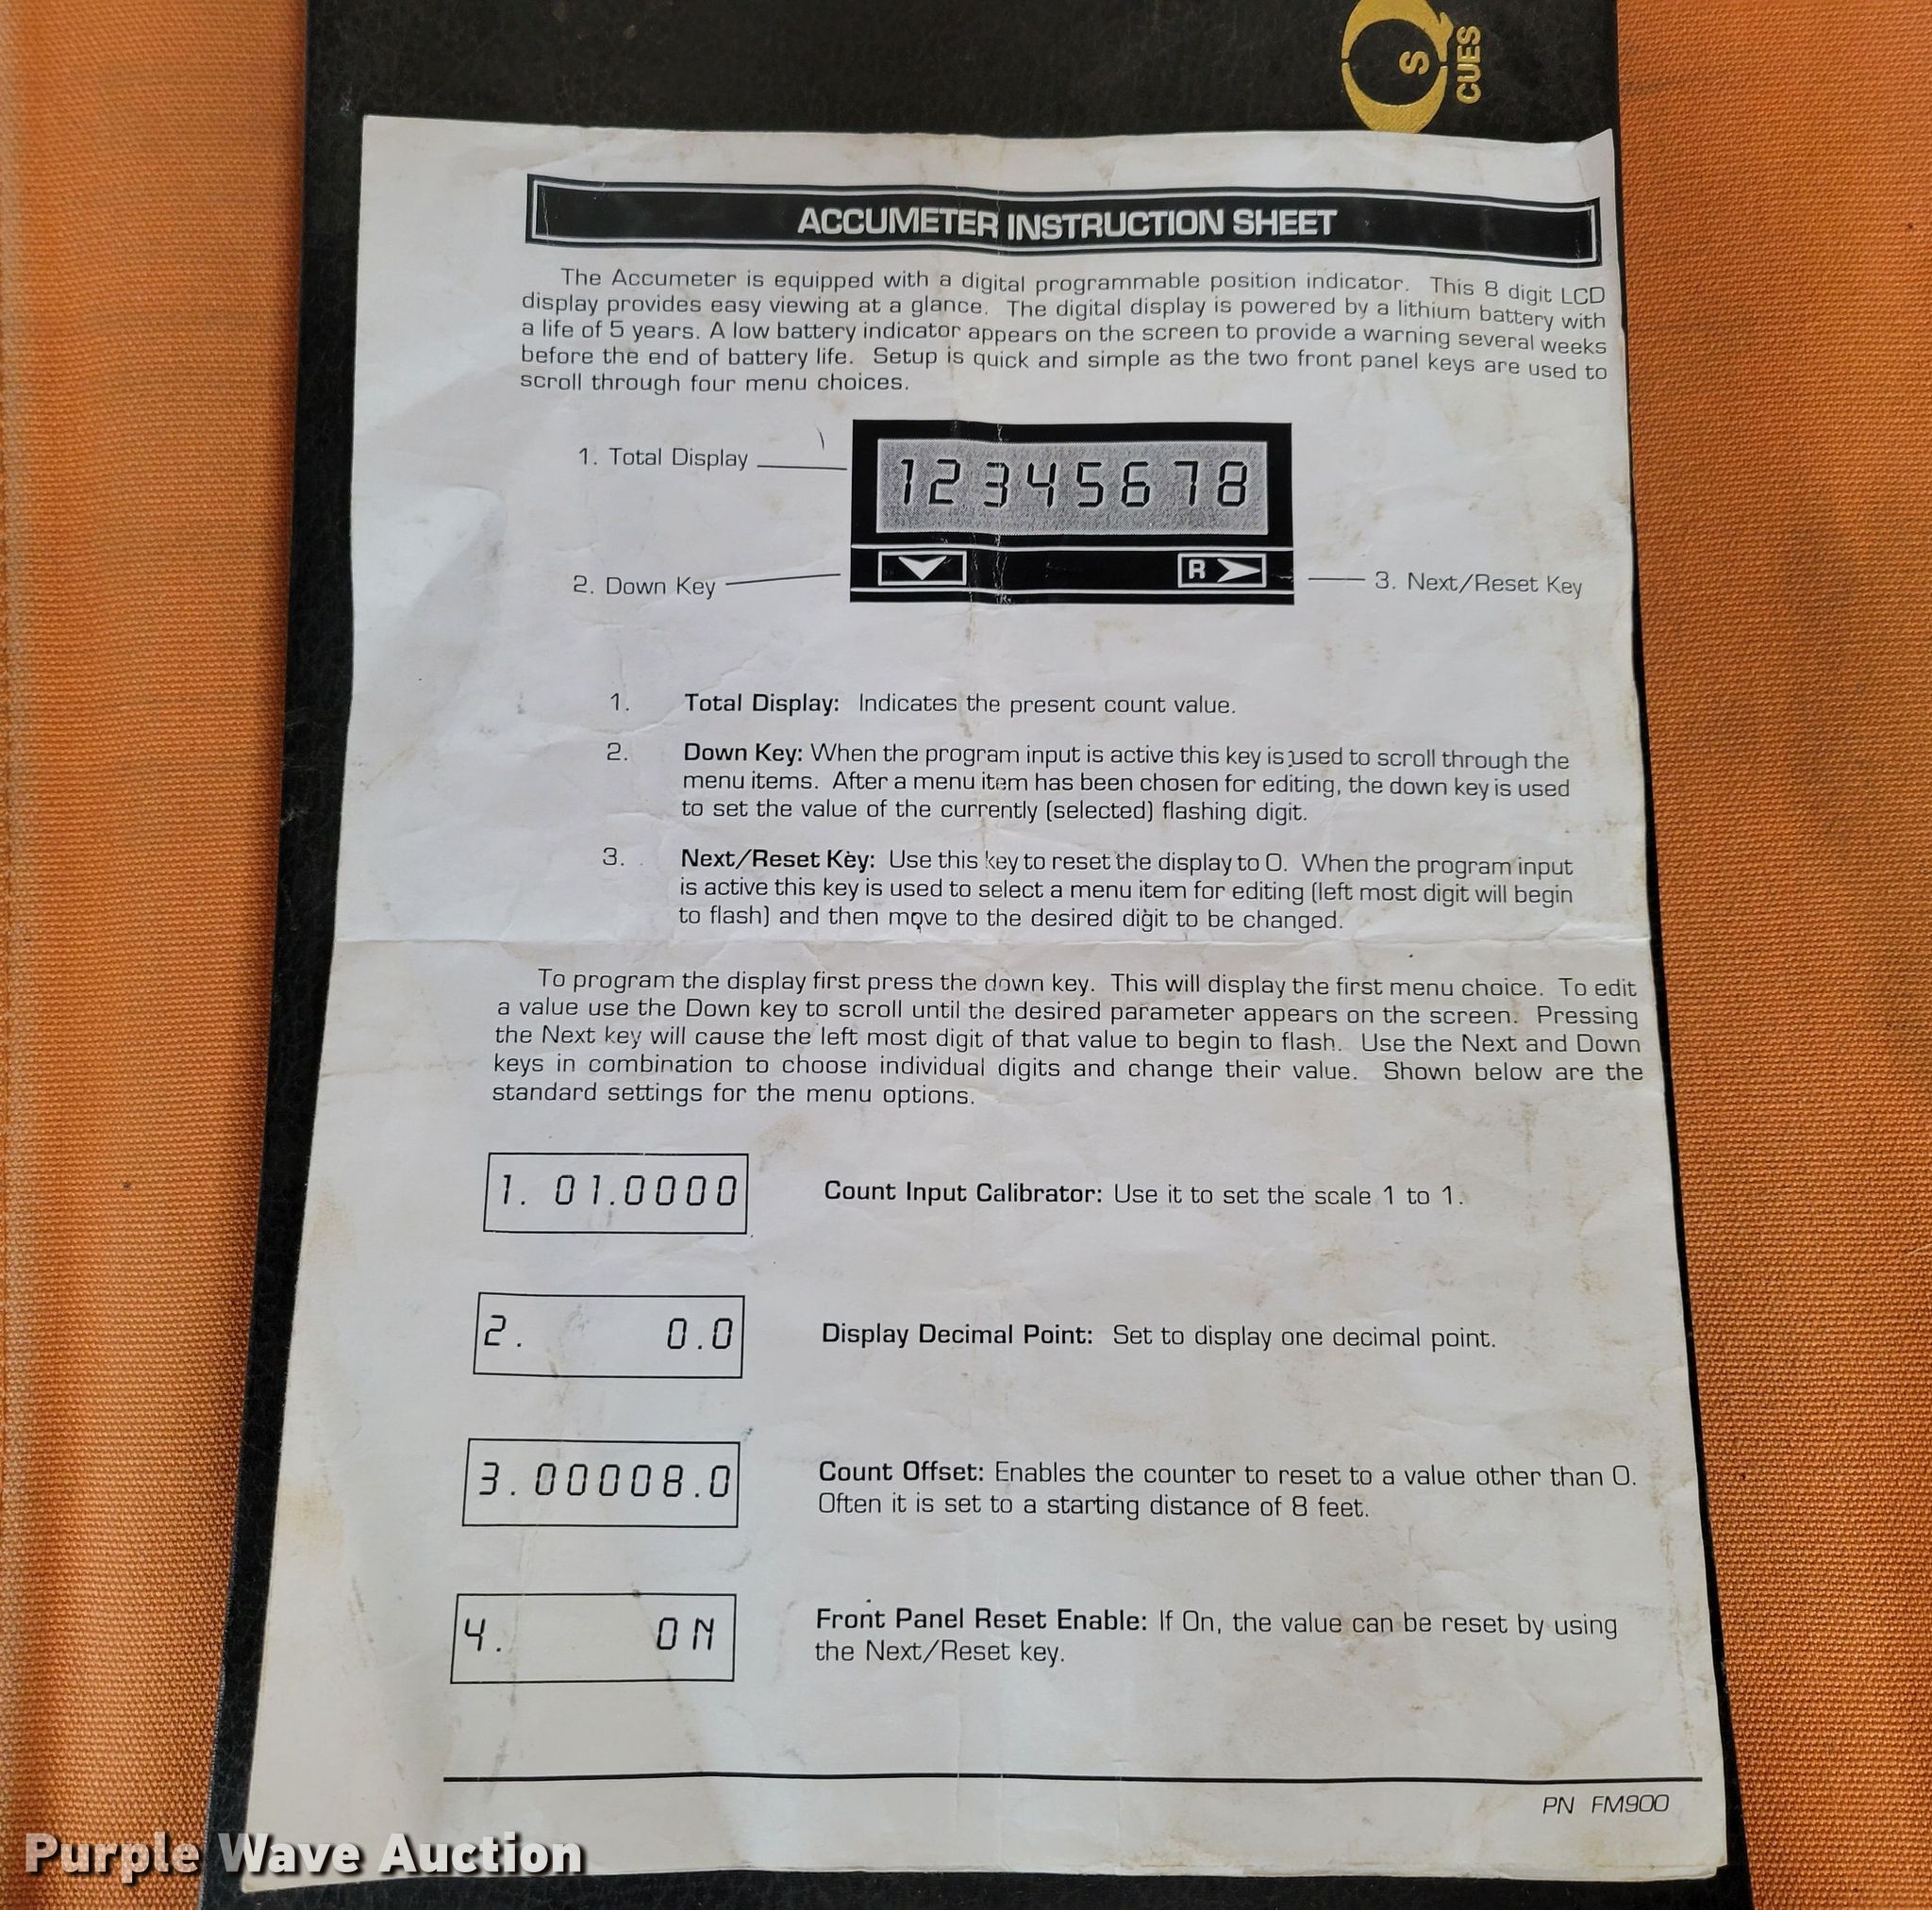 S
CUES
ACCUMETER INSTRUCTION SHEET
The Accumeter is equipped with a digital programmable position indicator. This 8 digit LCD
display provides easy viewing at a glance. The digital display is powered by a lithium battery with
a life of 5 years. A low battery indicator appears on the screen to provide a warning several weeks
before the end of battery life. Setup is quick and simple as the two front panel keys are used to
scroll through four menu choices.
1. Total Display
12345678
2. Down Key
R
3. Next/Reset Key
1. Total Display: Indicates the present count value.
2. Down Key: When the program input is active this key is used to scroll through the
menu items. After a menu item has been chosen for editing, the down key is used
to set the value of the currently (selected) flashing digit.
3. Next/Reset Key: Use this key to reset the display to 0. When the program input
is active this key is used to select a menu item for editing (left most digit will begin
to flash) and then move to the desired digit to be changed.
To program the display first press the down key. This will display the first menu choice. To edit
a value use the Down key to scroll until the desired parameter appears on the screen. Pressing
the Next key will cause the left most digit of that value to begin to flash. Use the Next and Down
keys in combination to choose individual digits and change their value. Shown below are the
standard settings for the menu options.
1. 01.0000 Count Input Calibrator: Use it to set the scale 1 to 1.
2. 0.0 Display Decimal Point: Set to display one decimal point.
3.00008.0 Count Offset: Enables the counter to reset to a value other than 0.
Often it is set to a starting distance of 8 feet.
4. ON Front Panel Reset Enable: If On, the value can be reset by using
the Next/Reset key.
PN FM900
Purple Wave Auction